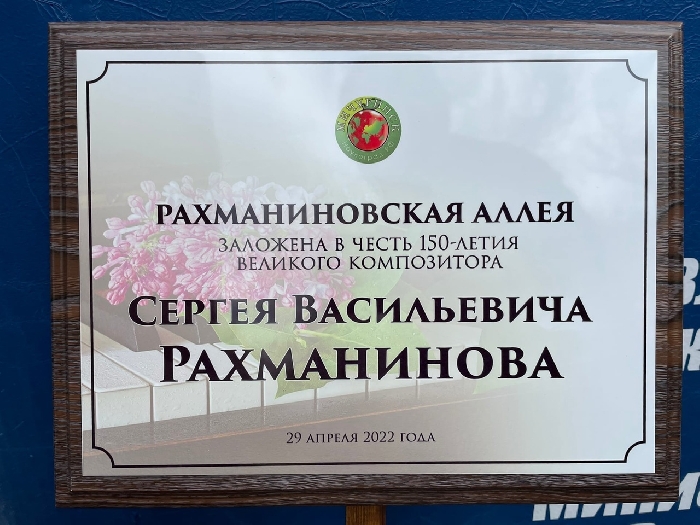 РАХМАНИНОВСКАЯ АЛЛЕЯ
ЗАЛОЖЕНА В ЧЕСТЬ 150-ЛЕТИЯ
ВЕЛИКОГО КОМПОЗИТОРА
СЕРГЕЯ ВАСИЛЬЕВИЧА
РАХМАНИНОВА
29 АПРЕЛЯ 2022 ГОДА